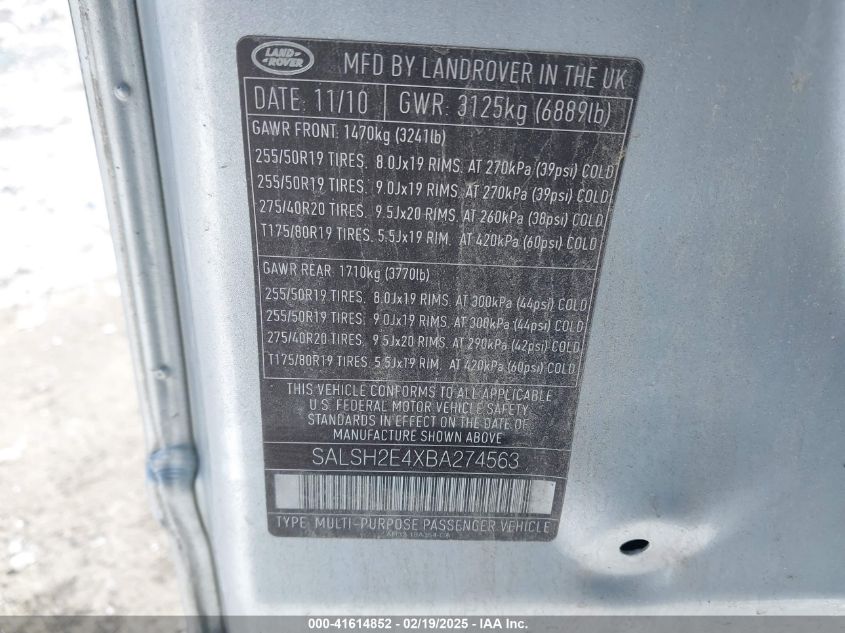 LAND-
ROVER
MFD BY LANDROVER IN THE UK
DATE: 11/10 GWR: 3125kg (6889lb)
GAWR FRONT: 1470kg (3241lb)
255/50R19 TIRES. 8.0Jx19 RIMS. AT 270kPa (39psi) COLD
255/50R19 TIRES. 9.0Jx19 RIMS. AT 270kPa (39psi) COLD
275/40R20 TIRES. 9.5Jx20 RIMS. AT 260kPa (38psi) COLD
T175/80R19 TIRES. 5.5Jx19 RIM. AT 420kPa (60psi) COLD
GAWR REAR: 1710kg (3770lb)
255/50R19 TIRES. 8.0Jx19 RIMS. AT 300kPa (44psi) COLD
255/50R19 TIRES. 9.0Jx19 RIMS. AT 300kPa (44psi) COLD
275/40R20 TIRES. 9.5Jx20 RIMS. AT 290kPa (42psi) COLD
T175/80R19 TIRES. 5.5Jx19 RIM. AT 420kPa (60psi) COLD
THIS VEHICLE CONFORMS TO ALL APPLICABLE
U.S. FEDERAL MOTOR VEHICLE SAFETY
STANDARDS IN EFFECT ON THE DATE OF
MANUFACTURE SHOWN ABOVE
SALSH2E4XBA274563
TYPE: MULTI-PURPOSE PASSENGER VEHICLE
000-41614852 - 02/19/2025 - IAA Inc.